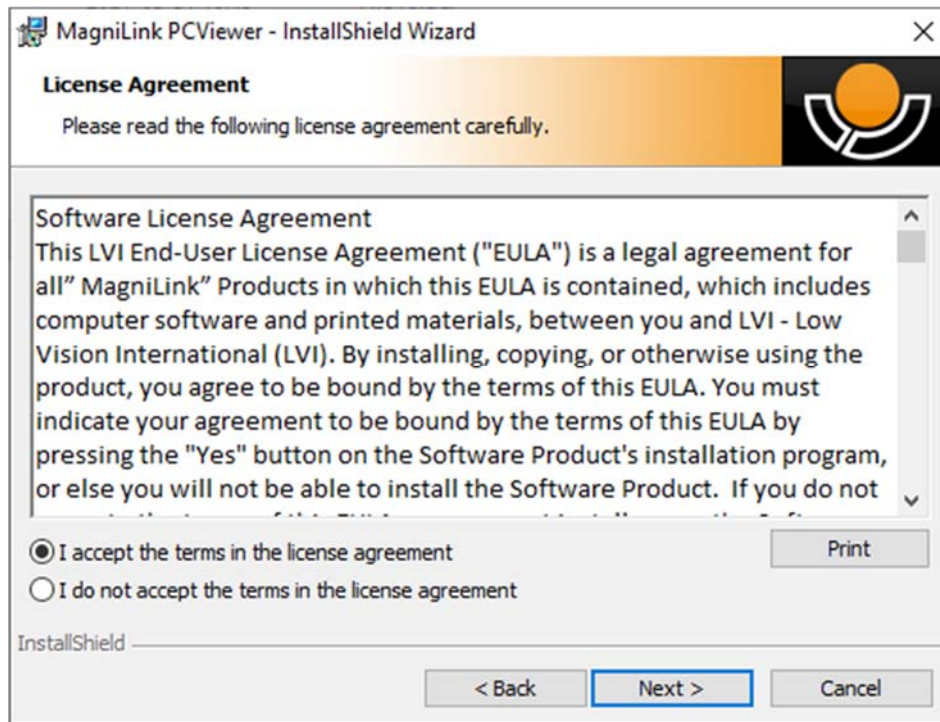 MagniLink PCViewer - InstallShield Wizard
License Agreement
Please read the following license agreement carefully.
Software License Agreement
This LVI End-User License Agreement ("EULA") is a legal agreement for
all” MagniLink” Products in which this EULA is contained, which includes
computer software and printed materials, between you and LVI - Low
Vision International (LVI). By installing, copying, or otherwise using the
product, you agree to be bound by the terms of this EULA. You must
indicate your agreement to be bound by the terms of this EULA by
pressing the "Yes" button on the Software Product's installation program,
or else you will not be able to install the Software Product.  If you do not
I accept the terms in the license agreement
Print
I do not accept the terms in the license agreement
InstallShield
< Back
Next >
Cancel